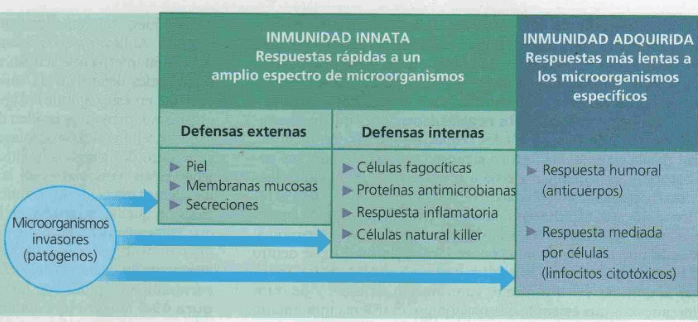 INMUNIDAD INNATA
Respuestas rápidas a un
amplio espectro de microorganismos
INMUNIDAD ADQUIRIDA
Respuestas más lentas a
los microorganismos
específicos
Defensas externas
Defensas internas
▶ Piel
▶ Membranas mucosas
▶ Secreciones
▶ Células fagocíticas
▶ Proteínas antimicrobianas
▶ Respuesta inflamatoria
▶ Células natural killer
▶ Respuesta humoral
(anticuerpos)
▶ Respuesta mediada
por células
(linfocitos citotóxicos)
Microorganismos
invasores
(patógenos)